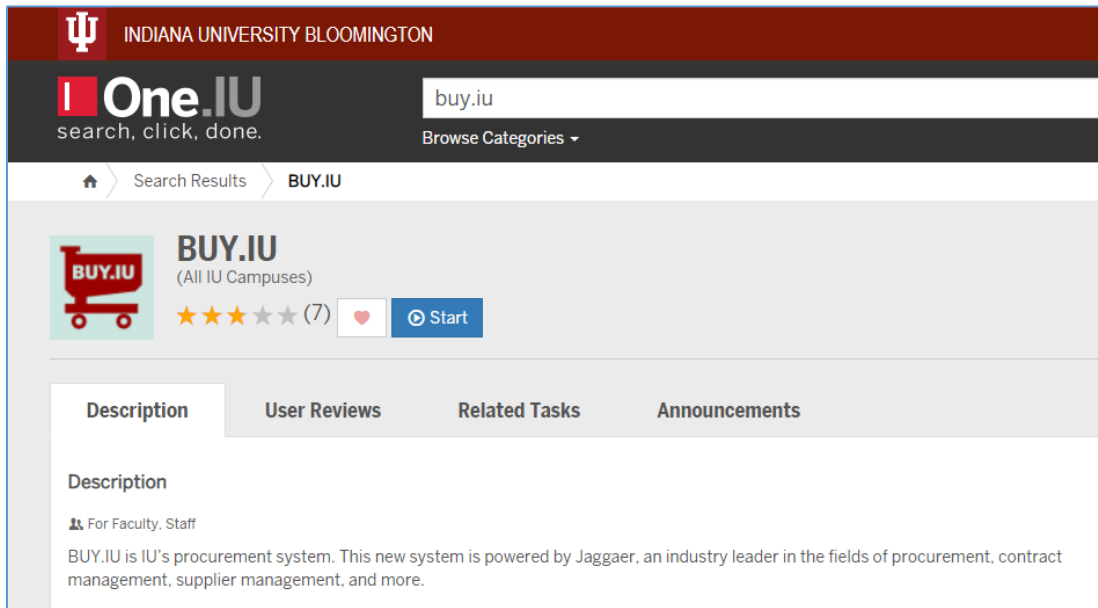 INDIANA UNIVERSITY BLOOMINGTON
One.IU
search, click, done.
buy.iu
Browse Categories
Search Results
BUY.IU
BUY.IU
BUY.IU
(All IU Campuses)
(7)
Start
Description
User Reviews
Related Tasks
Announcements
Description
For Faculty, Staff
BUY.IU is IU's procurement system. This new system is powered by Jaggaer, an industry leader in the fields of procurement, contract
management, supplier management, and more.